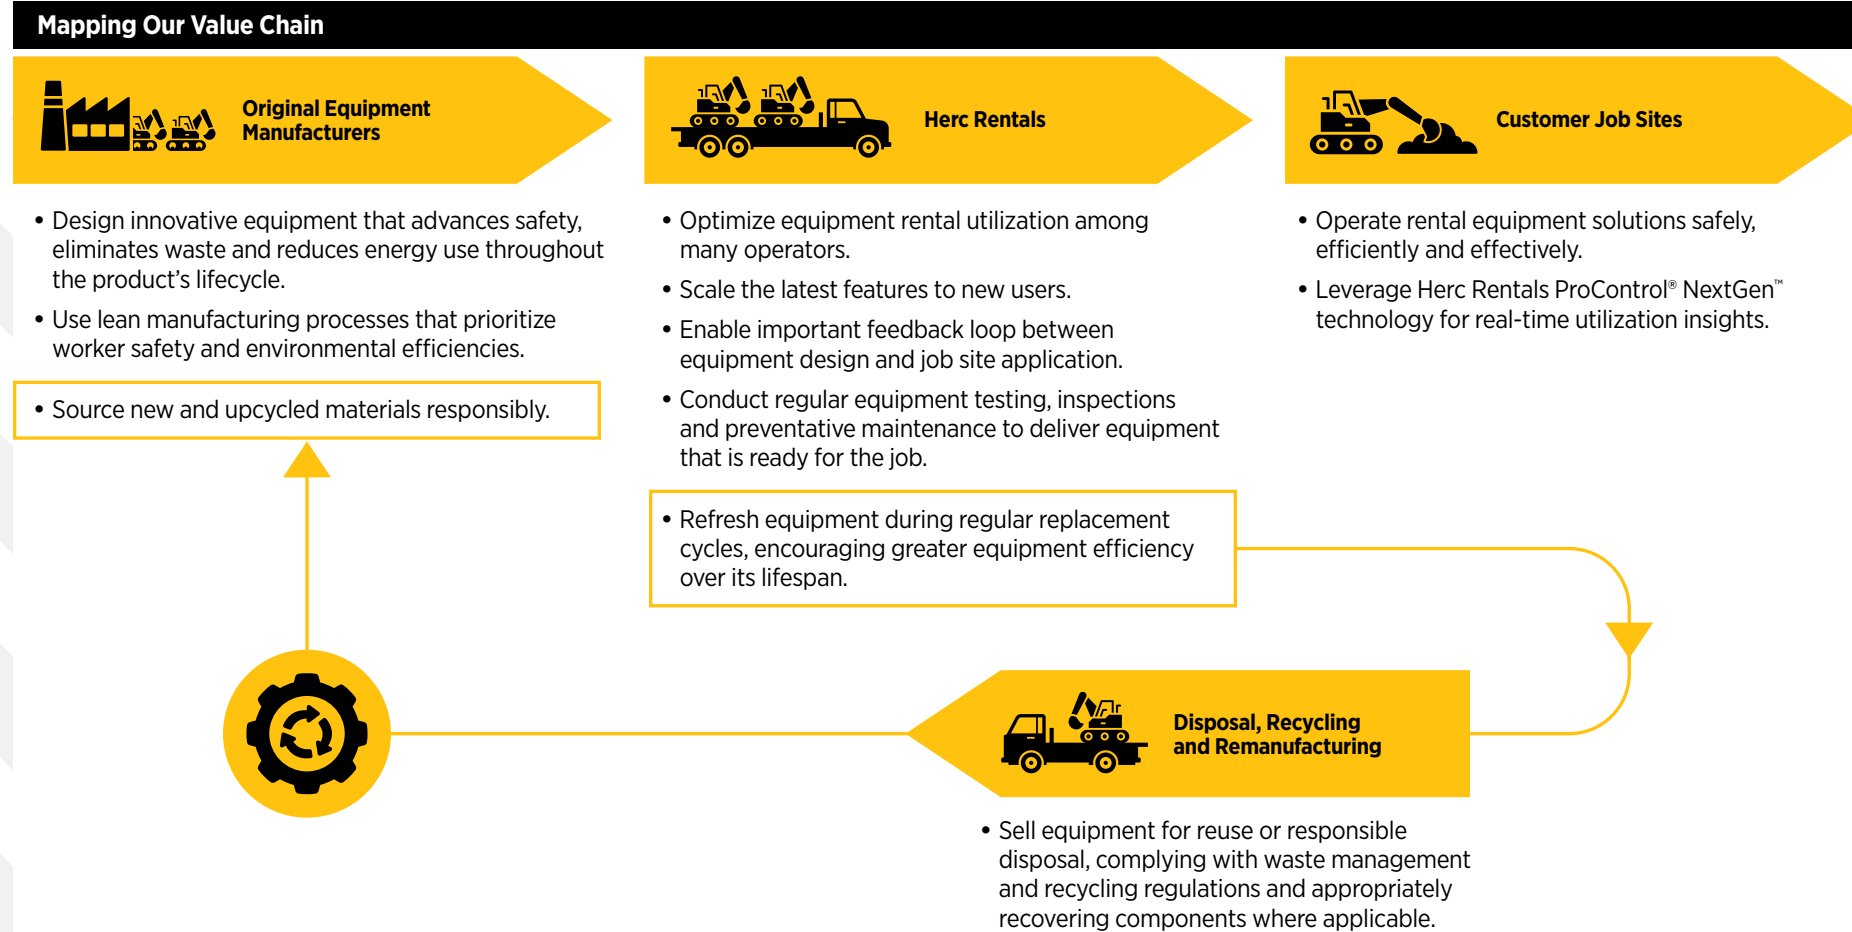 Mapping Our Value Chain
Original Equipment
Manufacturers
• Design innovative equipment that advances safety,
eliminates waste and reduces energy use throughout
the product’s lifecycle.
• Use lean manufacturing processes that prioritize
worker safety and environmental efficiencies.
• Source new and upcycled materials responsibly.
Herc Rentals
• Optimize equipment rental utilization among
many operators.
• Scale the latest features to new users.
• Enable important feedback loop between
equipment design and job site application.
• Conduct regular equipment testing, inspections
and preventative maintenance to deliver equipment
that is ready for the job.
• Refresh equipment during regular replacement
cycles, encouraging greater equipment efficiency
over its lifespan.
Customer Job Sites
• Operate rental equipment solutions safely,
efficiently and effectively.
• Leverage Herc Rentals ProControl® NextGen™
technology for real-time utilization insights.
Disposal, Recycling
and Remanufacturing
• Sell equipment for reuse or responsible
disposal, complying with waste management
and recycling regulations and appropriately
recovering components where applicable.